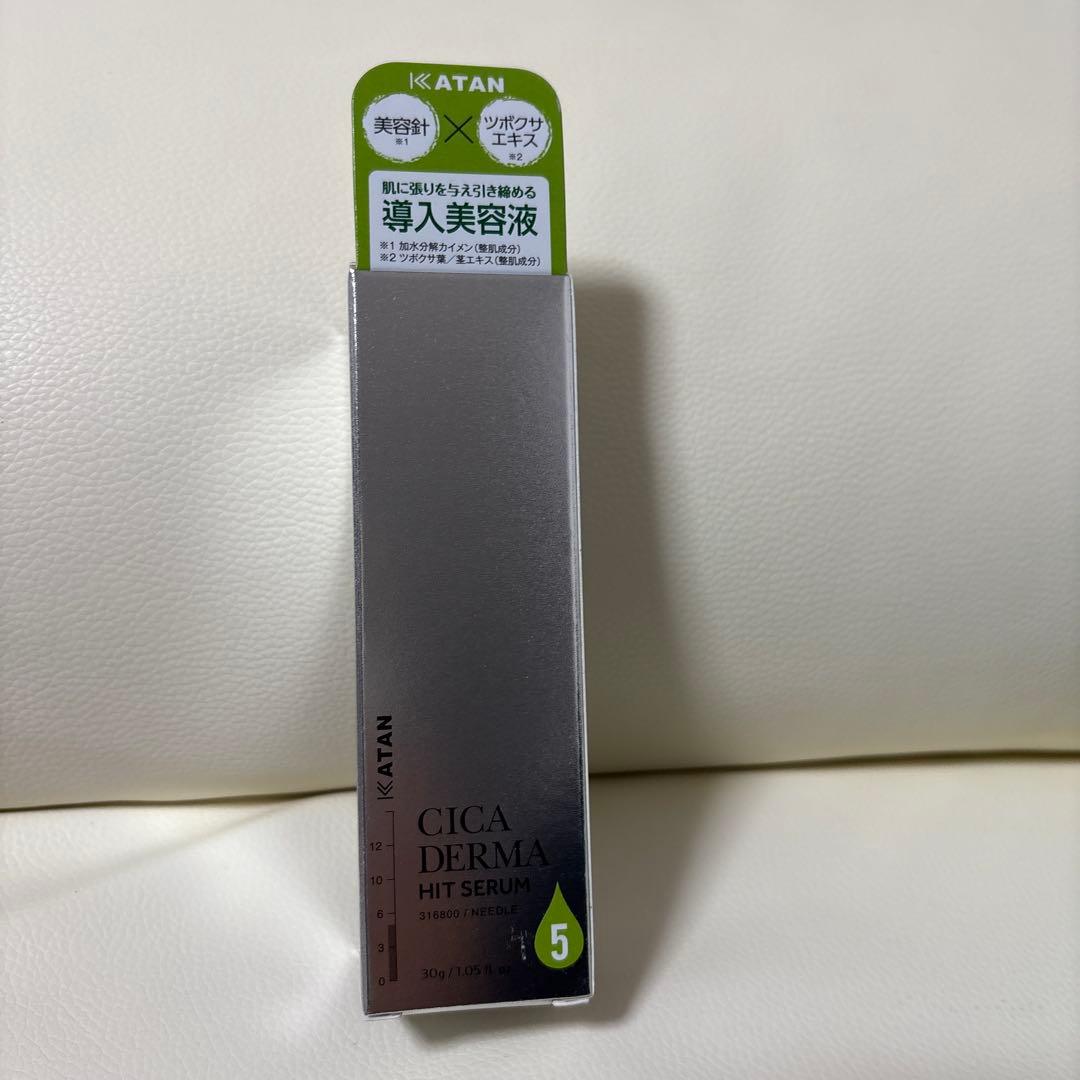 KATAN
美容針
※1
×
ツボクサ
エキス
※2
肌に張りを与え引き締める
導入美容液
※1 加水分解カイメン(整肌成分)
※2 ツボクサ葉/茎エキス(整肌成分)
KATAN
12
10
6
3
0
CICA
DERMA
HIT SERUM
316800 / NEEDLE
5
30g / 1.05 fl oz